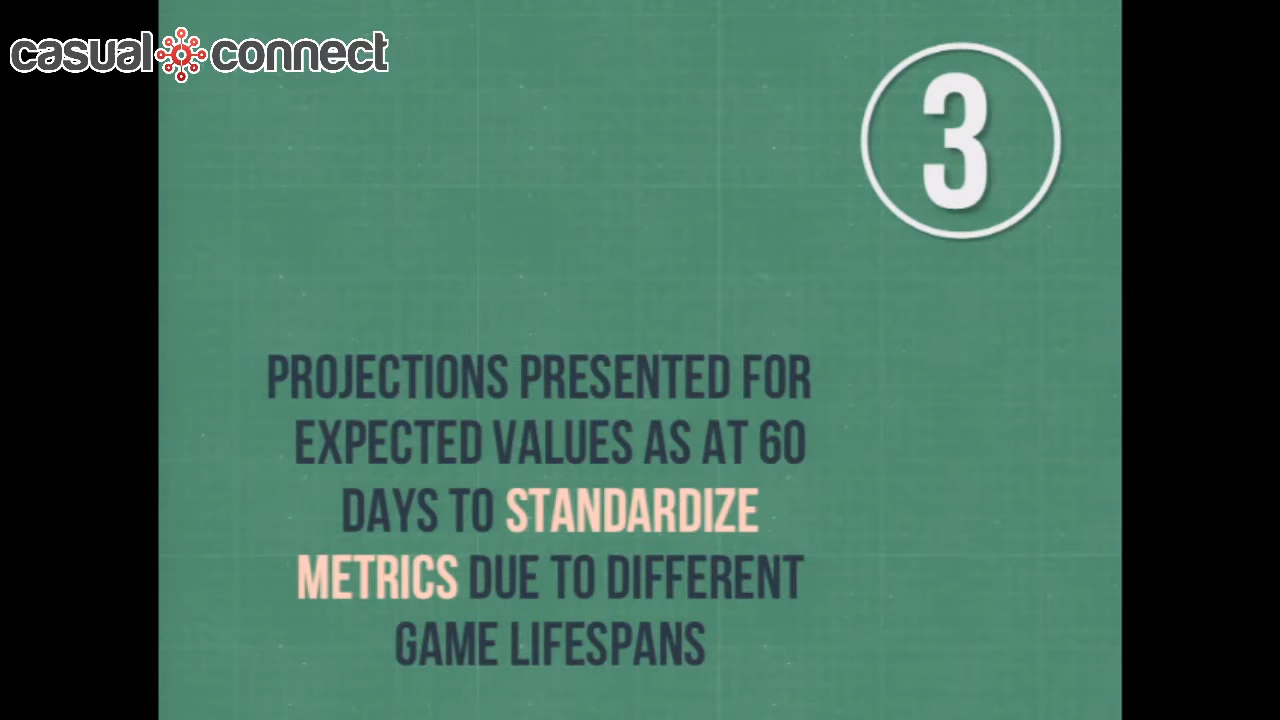 casual connect
3
PROJECTIONS PRESENTED FOR
EXPECTED VALUES AS AT 60
DAYS TO STANDARDIZE
METRICS DUE TO DIFFERENT
GAME LIFESPANS